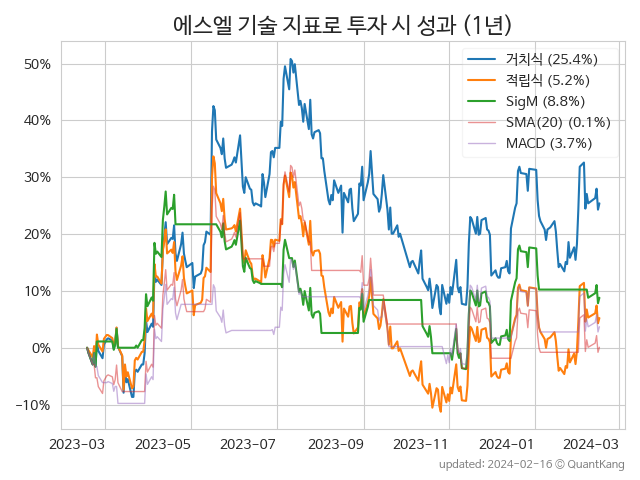 에스엘 기술 지표로 투자 시 성과 (1년)
거치식 (25.4%)
적립식 (5.2%)
SigM (8.8%)
SMA(20) (0.1%)
MACD (3.7%)
50%
40%
30%
20%
10%
0%
−10%
2023-03 2023-05 2023-07 2023-09 2023-11 2024-01 2024-03
updated: 2024-02-16 © QuantKang